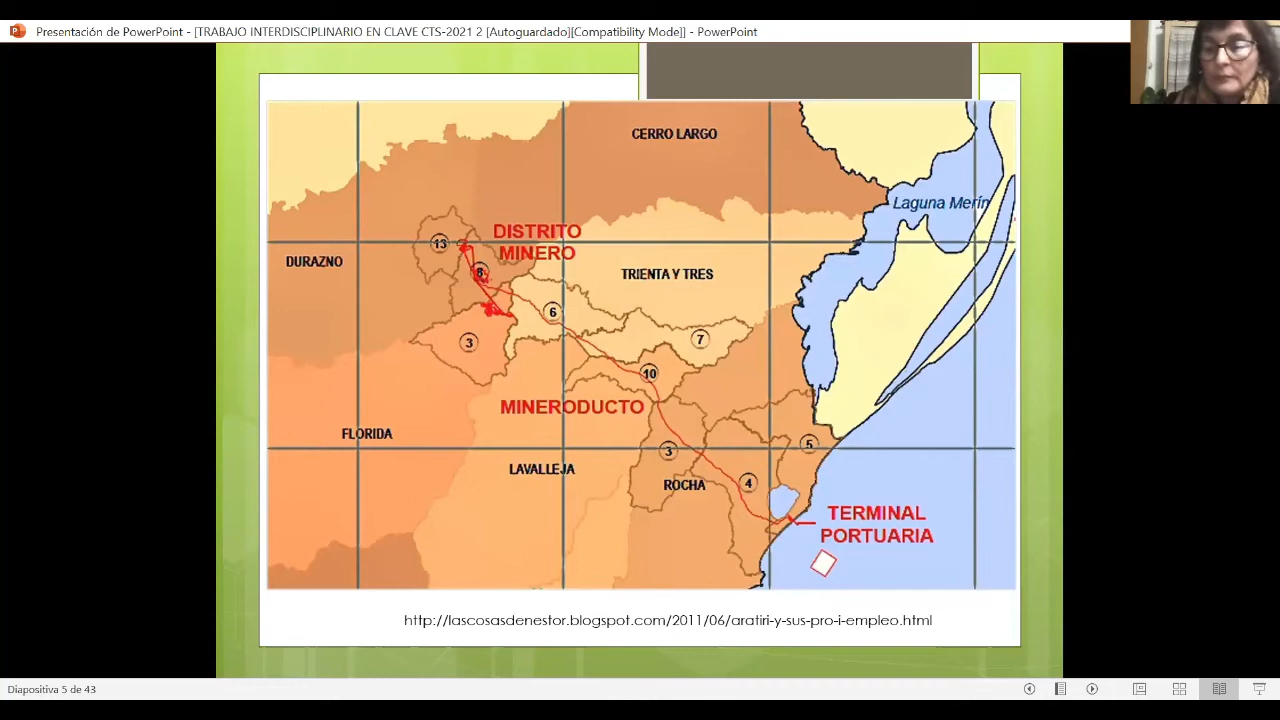 Presentación de PowerPoint - [TRABAJO INTERDISCIPLINARIO EN CLAVE CTS-2021 2 [Autoguardado][Compatibility Mode]] - PowerPoint
CERRO LARGO
Laguna Merín
DISTRITO
MINERO
13
8
DURAZNO
TRIENTA Y TRES
6
3
7
10
MINERODUCTO
FLORIDA
LAVALLEJA
3
ROCHA
4
5
TERMINAL
PORTUARIA
http://lascosasdenestor.blogspot.com/2011/06/aratiri-y-sus-pro-i-empleo.html
Diapositiva 5 de 43